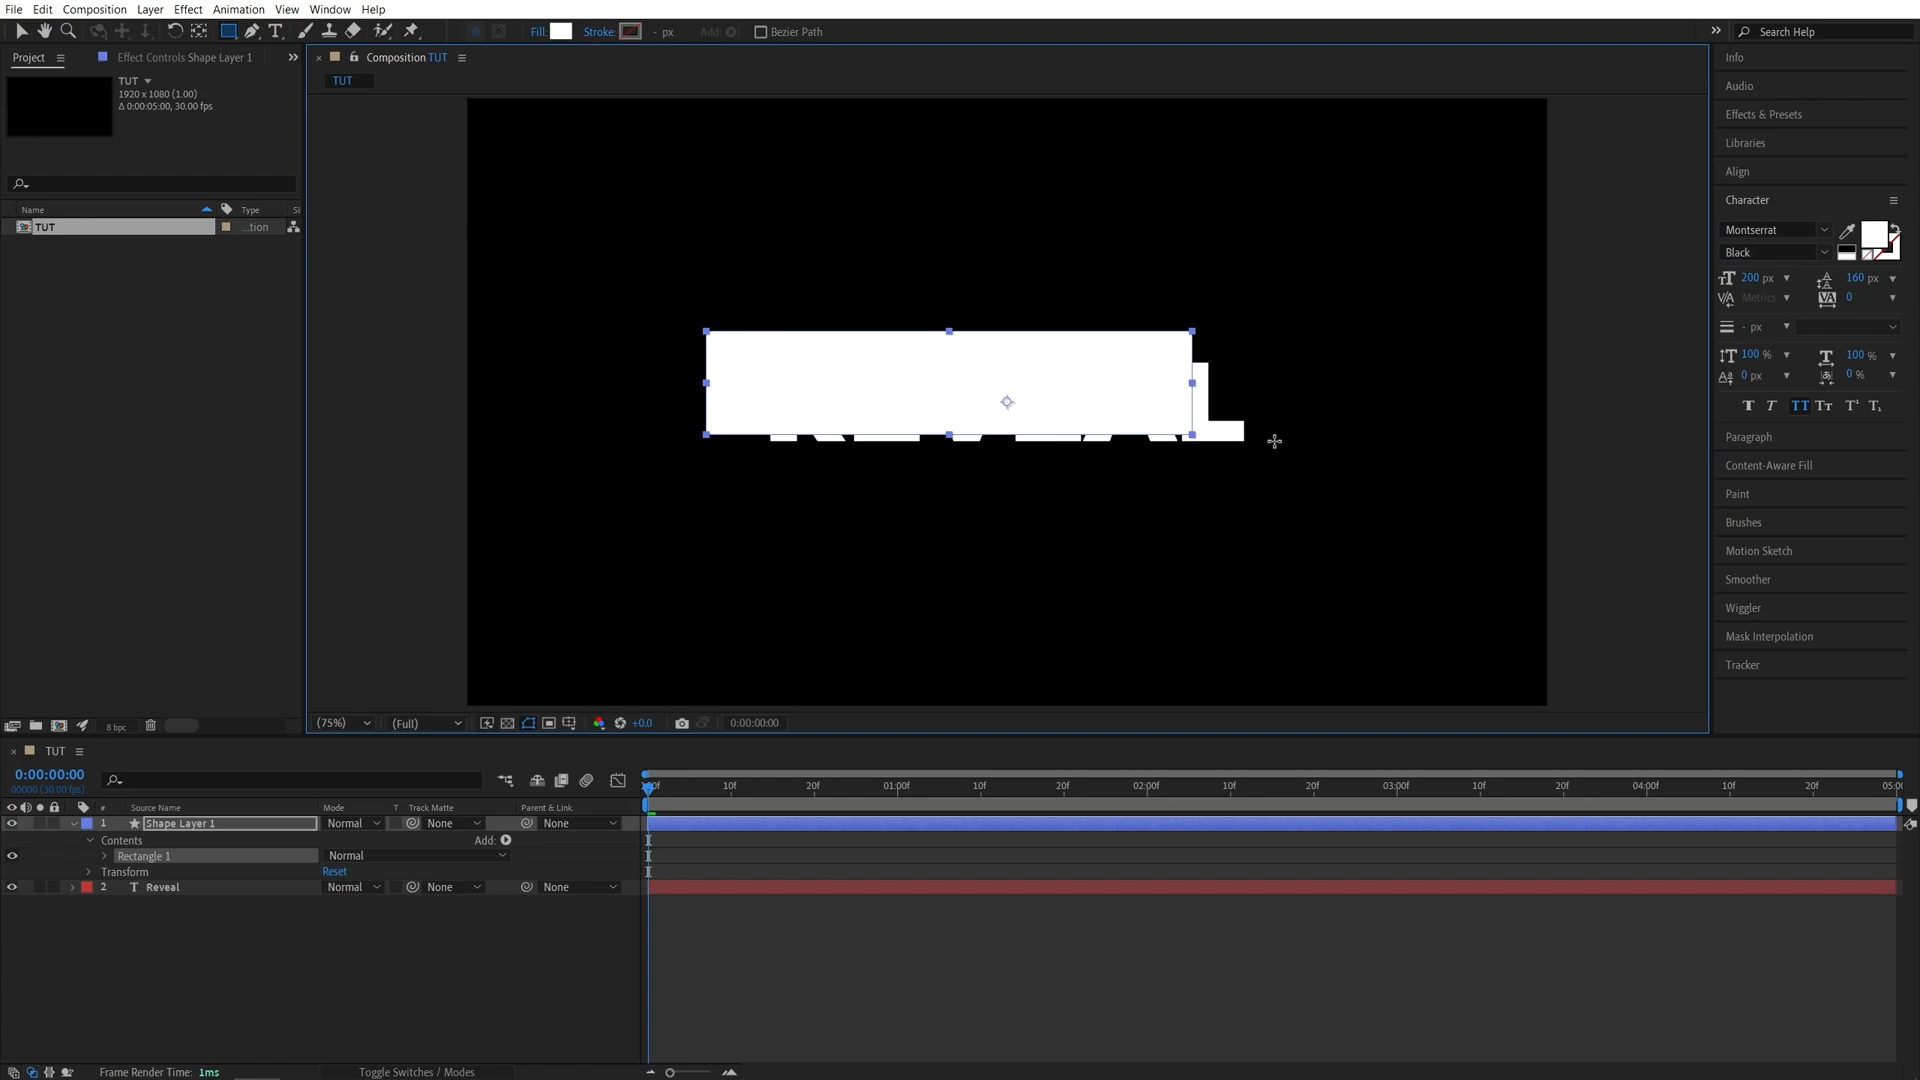 File Edit Composition Layer Effect Animation View Window Help
Fill: Stroke: - px Add: Bezier Path Search Help
Project Effect Controls Shape Layer 1
Composition TUT
TUT
TUT
1920 x 1080 (1.00)
Δ 0:00:05:00, 30.00 fps
Name Type Si
TUT ...tion
8 bpc
(75%) (Full) +0.0 0:00:00:00
Info
Audio
Effects & Presets
Libraries
Align
Character
Montserrat
Black
200 px 160 px
Metrics 0
- px
100 % 100 %
0 px 0 %
Paragraph
Content-Aware Fill
Paint
Brushes
Motion Sketch
Smoother
Wiggler
Mask Interpolation
Tracker
TUT
0:00:00:00
00000 (30.00 fps)
# Source Name Mode T Track Matte Parent & Link
1 Shape Layer 1 Normal None None
Contents Add:
Rectangle 1 Normal
Transform Reset
2 T Reveal Normal None None
:00f 10f 20f 01:00f 10f 20f 02:00f 10f 20f 03:00f 10f 20f 04:00f 10f 20f 05:00
Frame Render Time: 1ms Toggle Switches / Modes